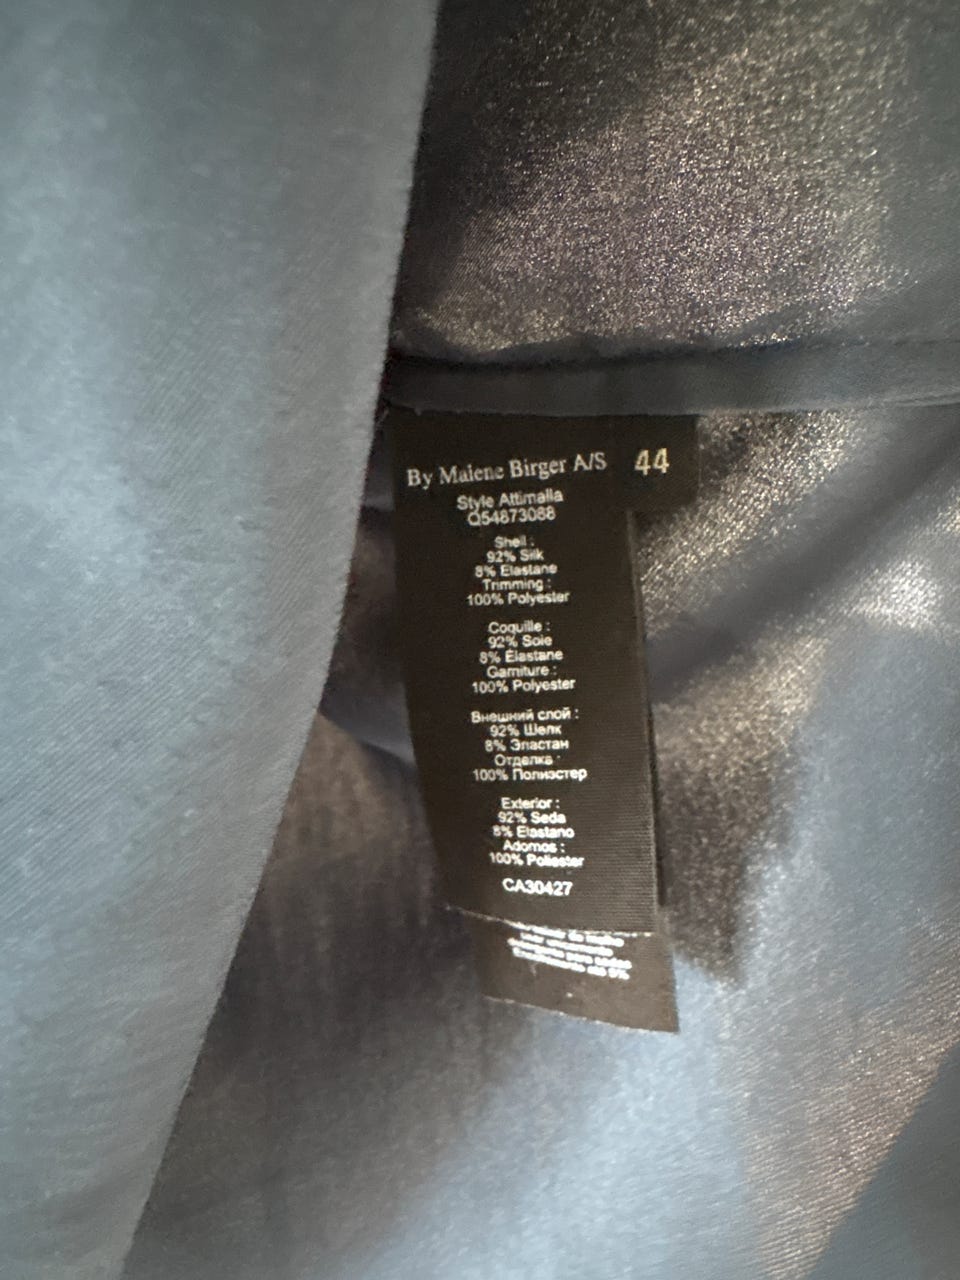 By Malene Birger A/S
44
Style Attimalla
Q54873088
Shell :
92% Silk
8% Elastane
Trimming :
100% Polyester
Coquille :
92% Soie
8% Élastane
Garniture :
100% Polyester
Внешний слой :
92% Шелк
8% Эластан
Отделка :
100% Полиэстер
Exterior :
92% Seda
8% Elastano
Adornos :
100% Poliester
CA30427